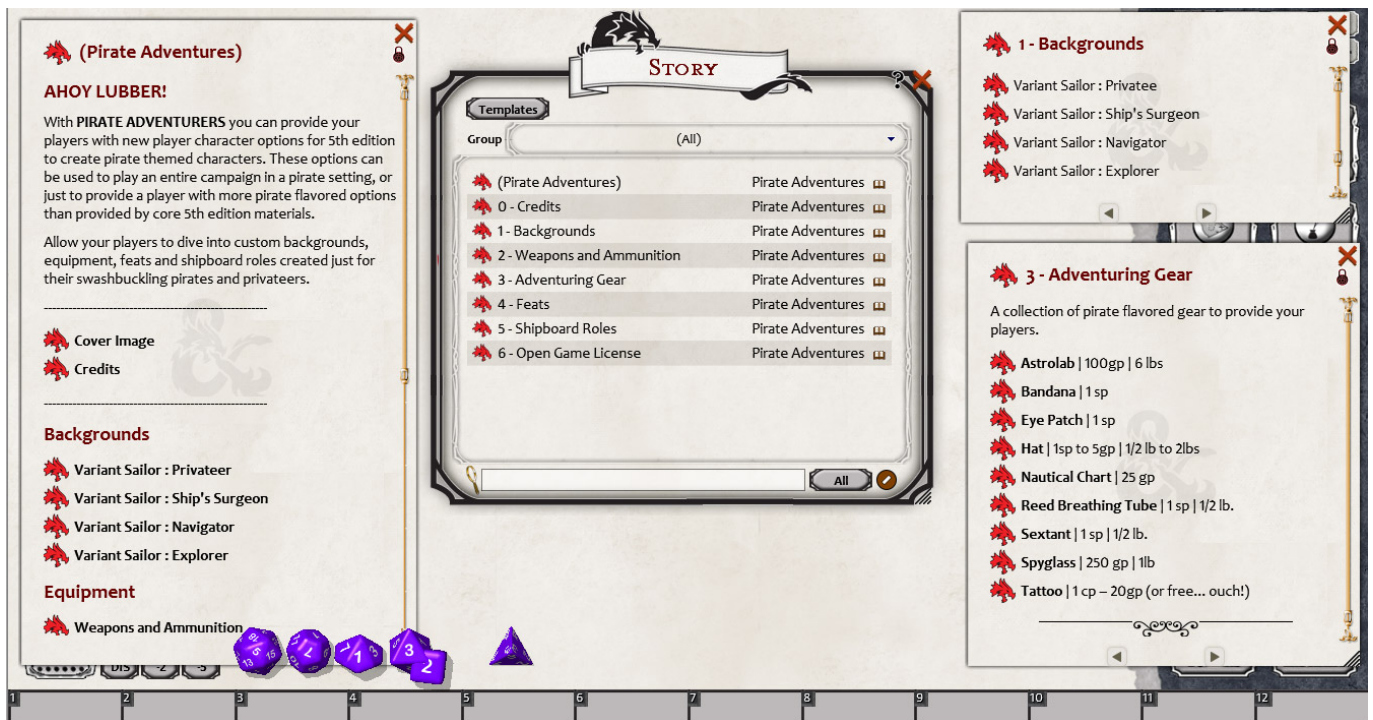 (Pirate Adventures)
AHOY LUBBER!
With PIRATE ADVENTURERS you can provide your
players with new player character options for 5th edition
to create pirate themed characters. These options can
be used to play an entire campaign in a pirate setting, or
just to provide a player with more pirate flavored options
than provided by core 5th edition materials.
Allow your players to dive into custom backgrounds,
equipment, feats and shipboard roles created just for
their swashbuckling pirates and privateers.
Cover Image
Credits
Backgrounds
Variant Sailor : Privateer
Variant Sailor : Ship's Surgeon
Variant Sailor : Navigator
Variant Sailor : Explorer
Equipment
Weapons and Ammunition
STORY
Templates
Group (All)
(Pirate Adventures) Pirate Adventures
0 - Credits Pirate Adventures
1 - Backgrounds Pirate Adventures
2 - Weapons and Ammunition Pirate Adventures
3 - Adventuring Gear Pirate Adventures
4 - Feats Pirate Adventures
5 - Shipboard Roles Pirate Adventures
6 - Open Game License Pirate Adventures
All
1 - Backgrounds
Variant Sailor : Privatee
Variant Sailor : Ship's Surgeon
Variant Sailor : Navigator
Variant Sailor : Explorer
3 - Adventuring Gear
A collection of pirate flavored gear to provide your
players.
Astrolab | 100gp | 6 lbs
Bandana | 1 sp
Eye Patch | 1 sp
Hat | 1sp to 5gp | 1/2 lb to 2lbs
Nautical Chart | 25 gp
Reed Breathing Tube | 1 sp | 1/2 lb.
Sextant | 1 sp | 1/2 lb.
Spyglass | 250 gp | 1lb
Tattoo | 1 cp – 20gp (or free... ouch!)
DIS -2 -5
1 2 3 4 5 6 7 8 9 10 11 12